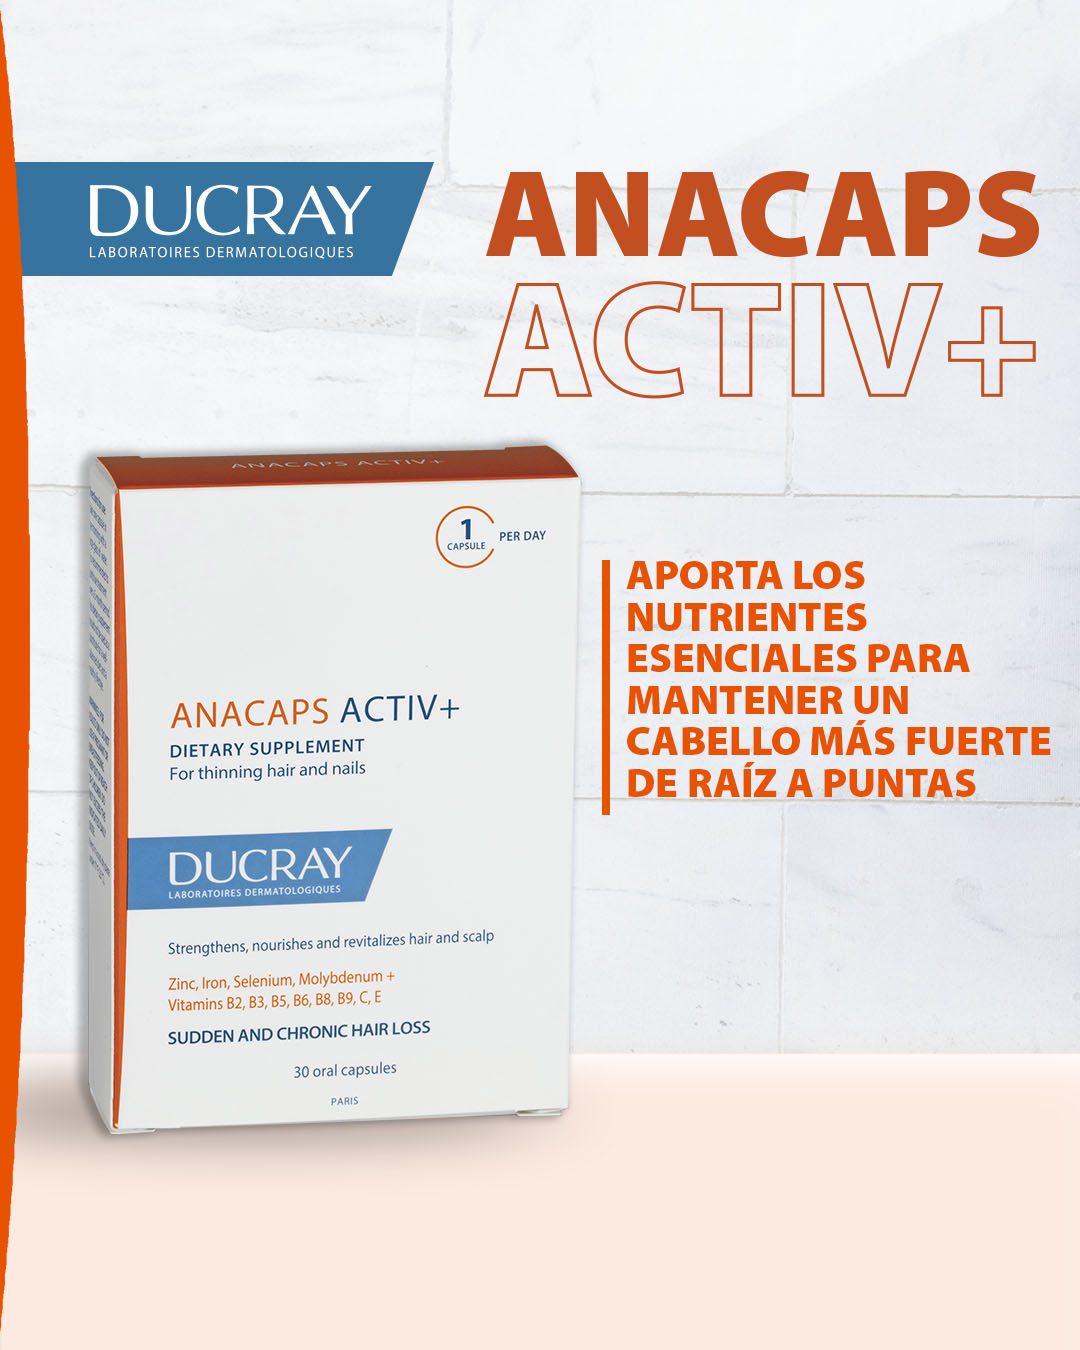 DUCRAY
LABORATOIRES DERMATOLOGIQUES
ANACAPS
ACTIV+
ANACAPS ACTIV+
1
CAPSULE
PER DAY
ANACAPS ACTIV+
DIETARY SUPPLEMENT
For thinning hair and nails
DUCRAY
LABORATOIRES DERMATOLOGIQUES
Strengthens, nourishes and revitalizes hair and scalp
Zinc, Iron, Selenium, Molybdenum +
Vitamins B2, B3, B5, B6, B8, B9, C, E
SUDDEN AND CHRONIC HAIR LOSS
30 oral capsules
PARIS
APORTA LOS
NUTRIENTES
ESENCIALES PARA
MANTENER UN
CABELLO MÁS FUERTE
DE RAÍZ A PUNTAS